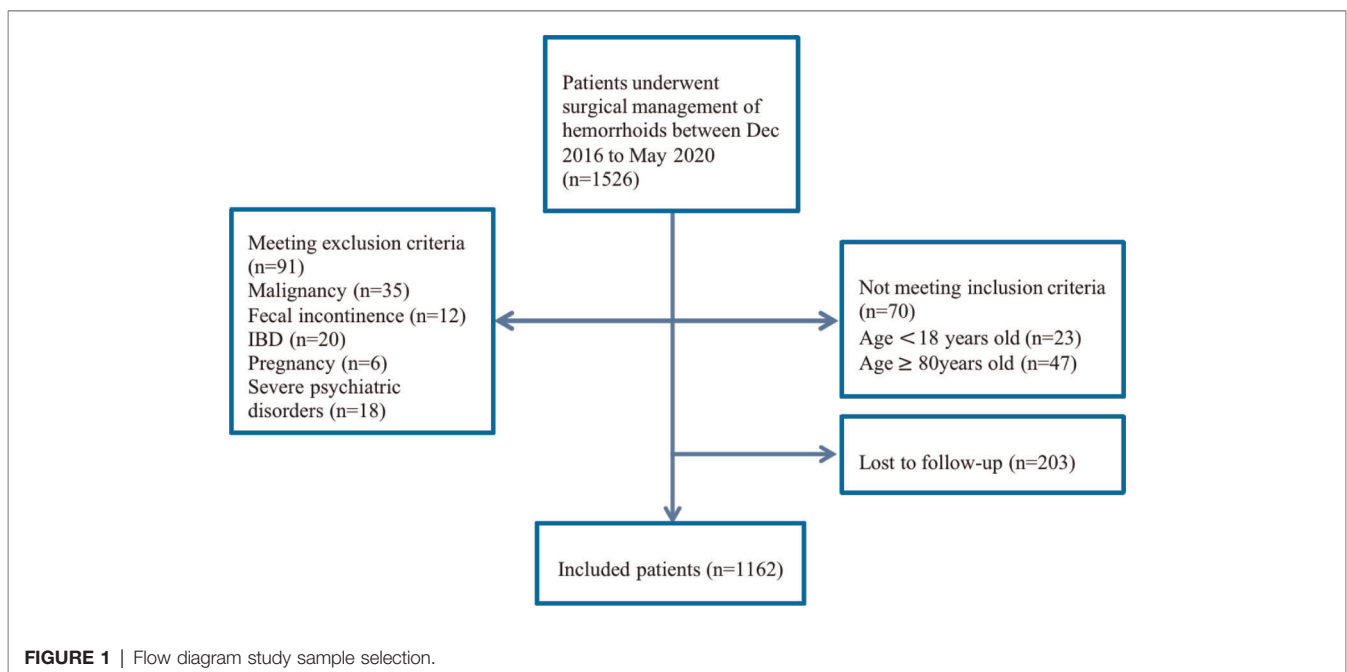 Patients underwent
surgical management of
hemorrhoids between Dec
2016 to May 2020
(n=1526)
Meeting exclusion criteria
(n=91)
Malignancy (n=35)
Fecal incontinence (n=12)
IBD (n=20)
Pregnancy (n=6)
Severe psychiatric
disorders (n=18)
Not meeting inclusion criteria
(n=70)
Age < 18 years old (n=23)
Age ≥ 80years old (n=47)
Lost to follow-up (n=203)
Included patients (n=1162)
FIGURE 1 | Flow diagram study sample selection.